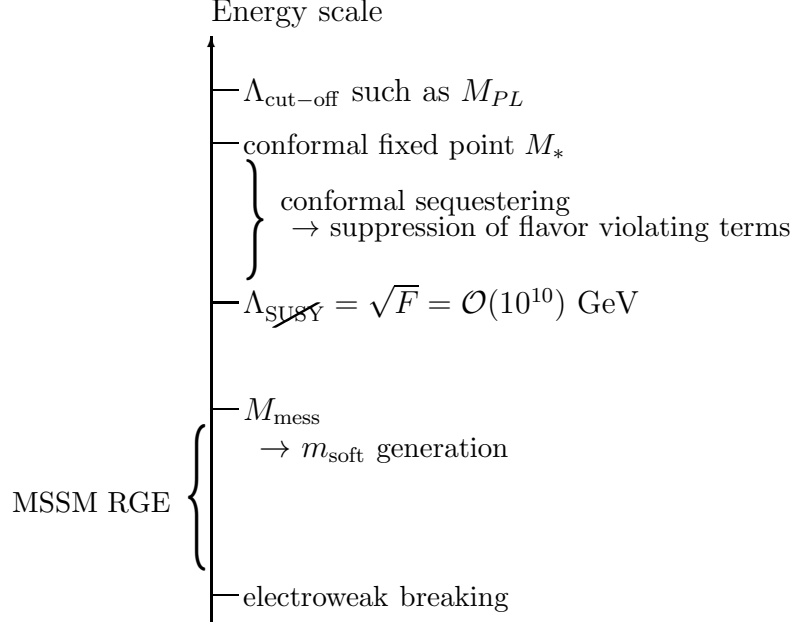 Energy scale
Λ_cut−off such as M_PL
conformal fixed point M_*
conformal sequestering
→ suppression of flavor violating terms
Λ_SUSY = √F = O(10^10) GeV
M_mess
→ m_soft generation
MSSM RGE
electroweak breaking